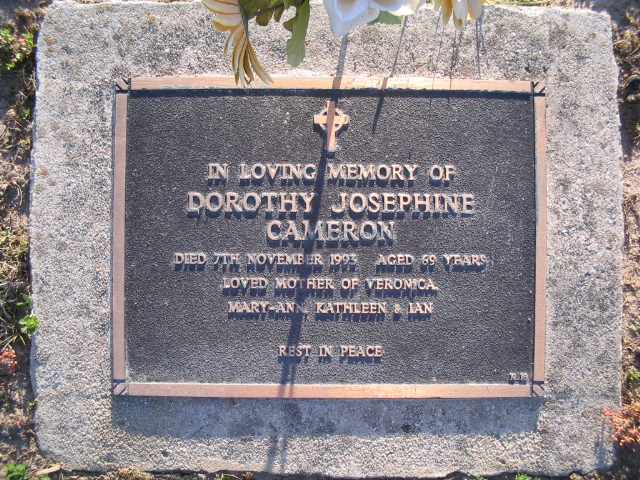 IN LOVING MEMORY OF
DOROTHY JOSEPHINE
CAMERON
DIED 7TH NOVEMBER 1993 AGED 69 YEARS
LOVED MOTHER OF VERONICA,
MARY-ANN, KATHLEEN & IAN
REST IN PEACE